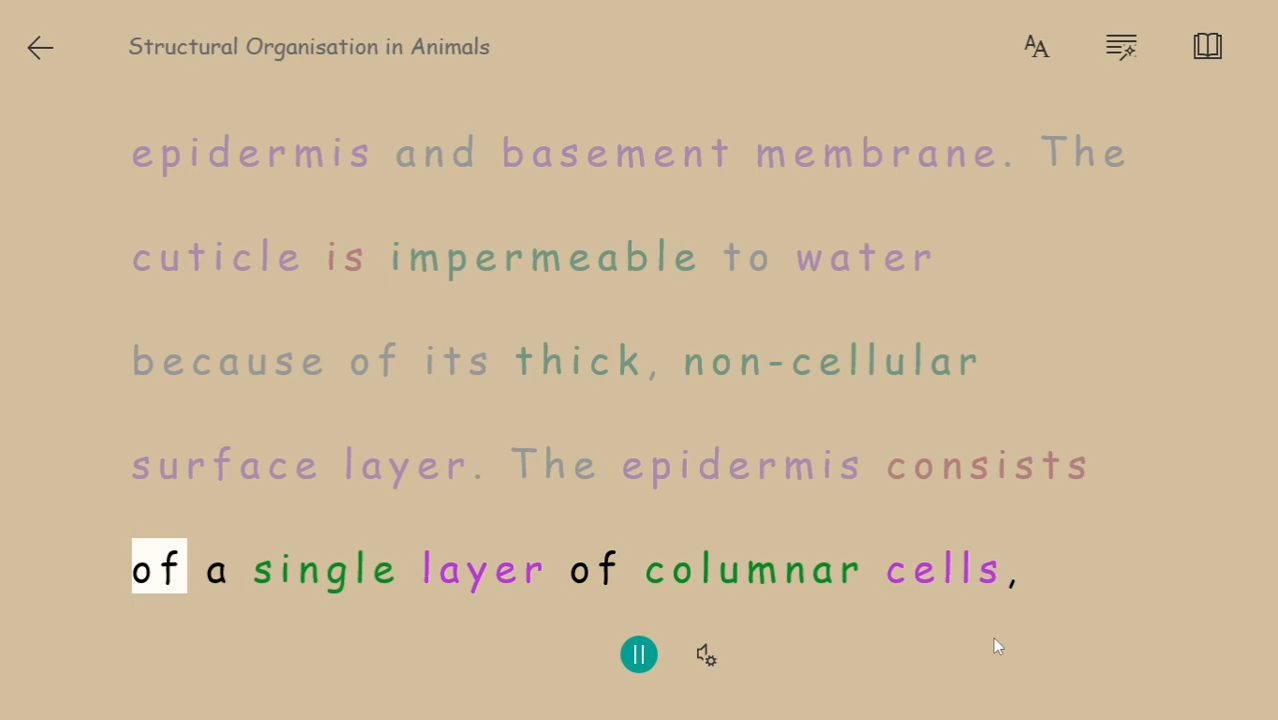 Structural Organisation in Animals
AA
epidermis and basement membrane. The
cuticle is impermeable to water
because of its thick, non-cellular
surface layer. The epidermis consists
of a single layer of columnar cells,